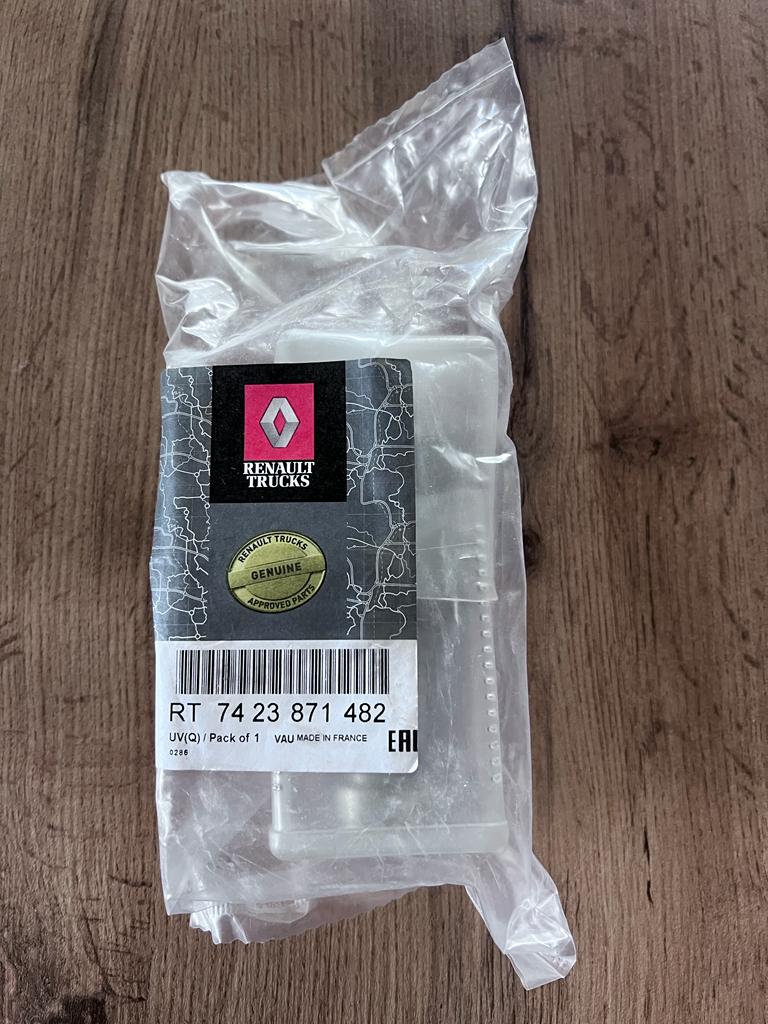 RENAULT
TRUCKS
RENAULT TRUCKS
GENUINE
APPROVED PARTS
RT 74 23 871 482
UV(Q) / Pack of 1 VAU MADE IN FRANCE
0286
EAC